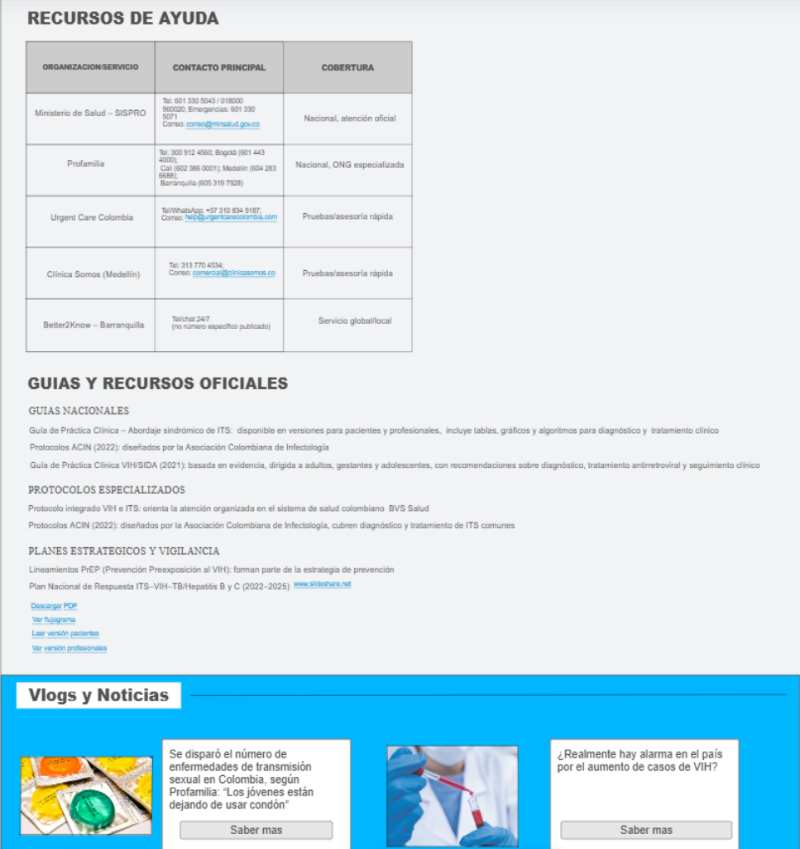 RECURSOS DE AYUDA
ORGANIZACION/SERVICIO
CONTACTO PRINCIPAL
COBERTURA
Ministerio de Salud – SISPRO
Tel: 601 330 5043 / 018000
960020; Emergencias: 601 330
5071
Correo: correo@minsalud.gov.co
Nacional, atención oficial
Profamilia
Tel: 300 912 4560; Bogotá (601 443
4000);
Cali (602 386 0001); Medellín (604 283
6688);
Barranquilla (605 319 7928)
Nacional, ONG especializada
Urgent Care Colombia
Tel/WhatsApp: +57 310 834 9187;
Correo: help@urgentcarecolombia.com
Pruebas/asesoría rápida
Clínica Somos (Medellín)
Tel: 313 770 4534;
Correo: comercial@clinicasomos.co
Pruebas/asesoría rápida
Better2Know – Barranquilla
Tel/chat 24/7
(no número específico publicado)
Servicio global/local
GUIAS Y RECURSOS OFICIALES
GUIAS NACIONALES
Guía de Práctica Clínica – Abordaje sindrómico de ITS: disponible en versiones para pacientes y profesionales, incluye tablas, gráficos y algoritmos para diagnóstico y tratamiento clínico
Protocolos ACIN (2022): diseñados por la Asociación Colombiana de Infectología
Guía de Práctica Clínica VIH/SIDA (2021): basada en evidencia, dirigida a adultos, gestantes y adolescentes, con recomendaciones sobre diagnóstico, tratamiento antirretroviral y seguimiento clínico
PROTOCOLOS ESPECIALIZADOS
Protocolo integrado VIH e ITS: orienta la atención organizada en el sistema de salud colombiano BVS Salud
Protocolos ACIN (2022): diseñados por la Asociación Colombiana de Infectología, cubren diagnóstico y tratamiento de ITS comunes
PLANES ESTRATEGICOS Y VIGILANCIA
Lineamientos PrEP (Prevención Preexposición al VIH): forman parte de la estrategia de prevención
Plan Nacional de Respuesta ITS–VIH–TB/Hepatitis B y C (2022–2025) www.slideshare.net
Descargar PDF
Ver flujograma
Leer versión pacientes
Ver versión profesionales
Vlogs y Noticias
Se disparó el número de
enfermedades de transmisión
sexual en Colombia, según
Profamilia: “Los jóvenes están
dejando de usar condón”
Saber mas
¿Realmente hay alarma en el país
por el aumento de casos de VIH?
Saber mas